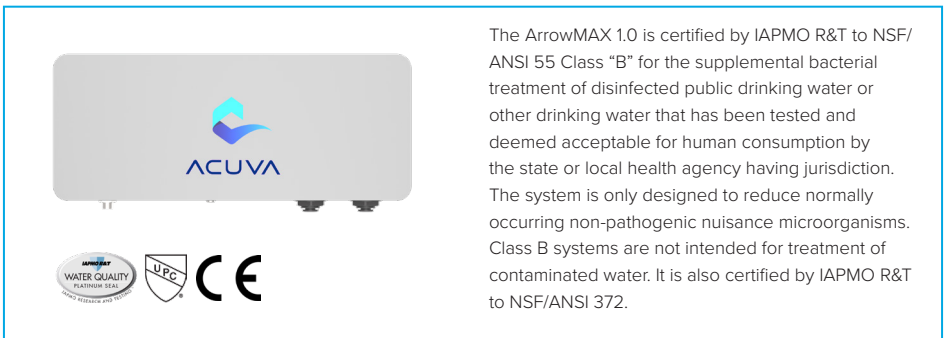 ACUVA
IAPMO R&T
WATER QUALITY
PLATINUM SEAL
IAPMO RESEARCH AND TESTING
UPC
®
CE
The ArrowMAX 1.0 is certified by IAPMO R&T to NSF/
ANSI 55 Class “B” for the supplemental bacterial
treatment of disinfected public drinking water or
other drinking water that has been tested and
deemed acceptable for human consumption by
the state or local health agency having jurisdiction.
The system is only designed to reduce normally
occurring non-pathogenic nuisance microorganisms.
Class B systems are not intended for treatment of
contaminated water. It is also certified by IAPMO R&T
to NSF/ANSI 372.